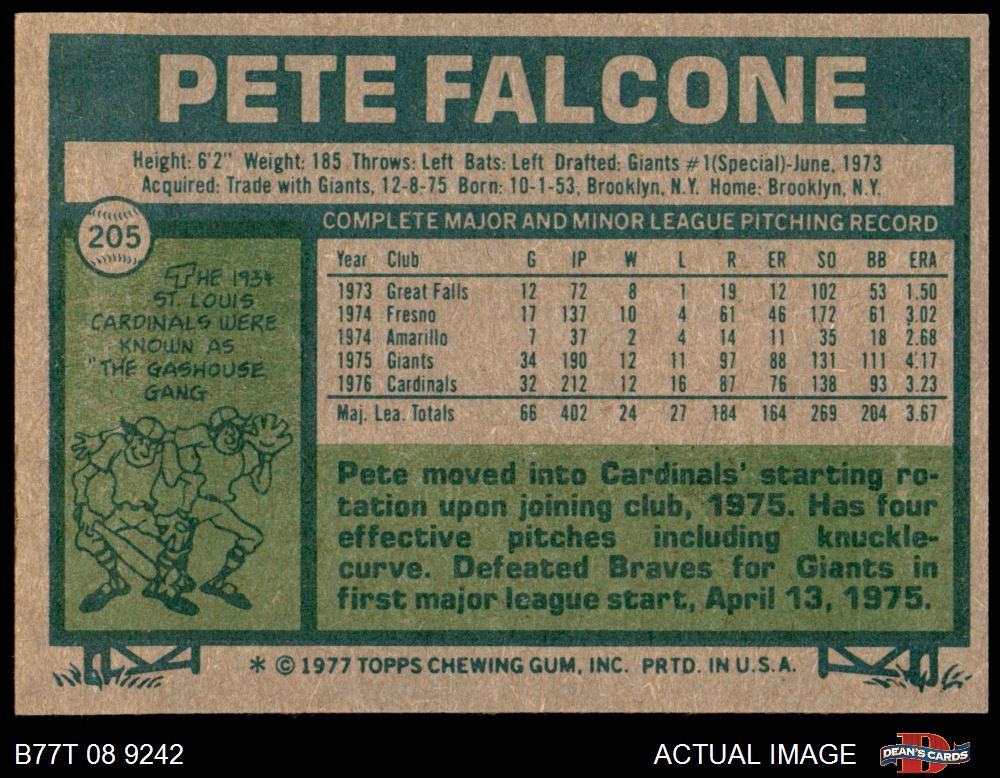 PETE FALCONE
Height: 6'2" Weight: 185 Throws: Left Bats: Left Drafted: Giants #1(Special)-June, 1973
Acquired: Trade with Giants, 12-8-75 Born: 10-1-53, Brooklyn, N.Y. Home: Brooklyn, N.Y.
205
THE 1934
ST. LOUIS
CARDINALS WERE
KNOWN AS
"THE GASHOUSE
GANG
COMPLETE MAJOR AND MINOR LEAGUE PITCHING RECORD
Year Club G IP W L R ER SO BB ERA
1973 Great Falls 12 72 8 1 19 12 102 53 1.50
1974 Fresno 17 137 10 4 61 46 172 61 3.02
1974 Amarillo 7 37 2 4 14 11 35 18 2.68
1975 Giants 34 190 12 11 97 88 131 111 4.17
1976 Cardinals 32 212 12 16 87 76 138 93 3.23
Maj. Lea. Totals 66 402 24 27 184 164 269 204 3.67
Pete moved into Cardinals' starting ro-
tation upon joining club, 1975. Has four
effective pitches including knuckle-
curve. Defeated Braves for Giants in
first major league start, April 13, 1975.
* © 1977 TOPPS CHEWING GUM, INC. PRTD. IN U.S.A.
B77T 08 9242
ACTUAL IMAGE
DEAN'S CARDS